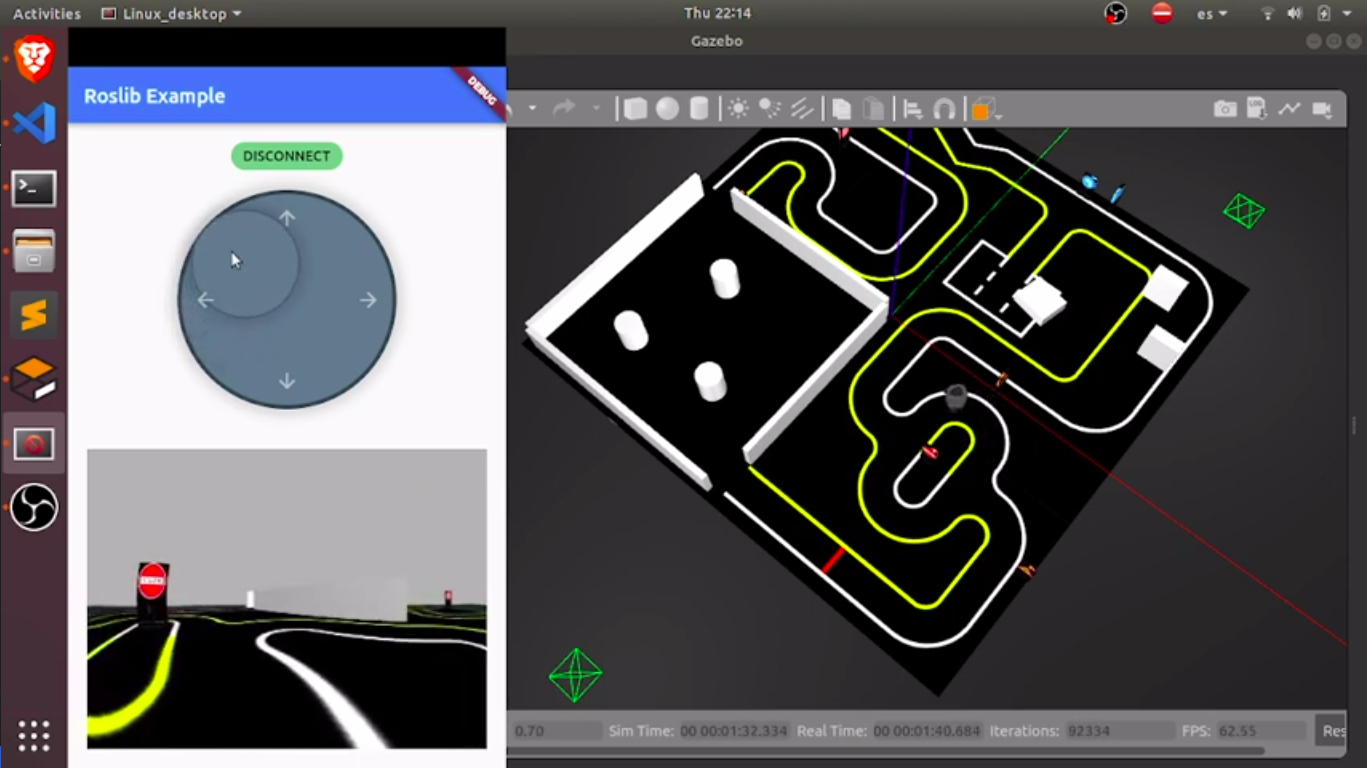 Activities
Linux_desktop
Thu 22:14
es
Gazebo
Roslib Example
DEBUG
DISCONNECT
LOG
0.70
Sim Time: 00 00:01:32.334
Real Time: 00 00:01:40.684
Iterations: 92334
FPS: 62.55
Res